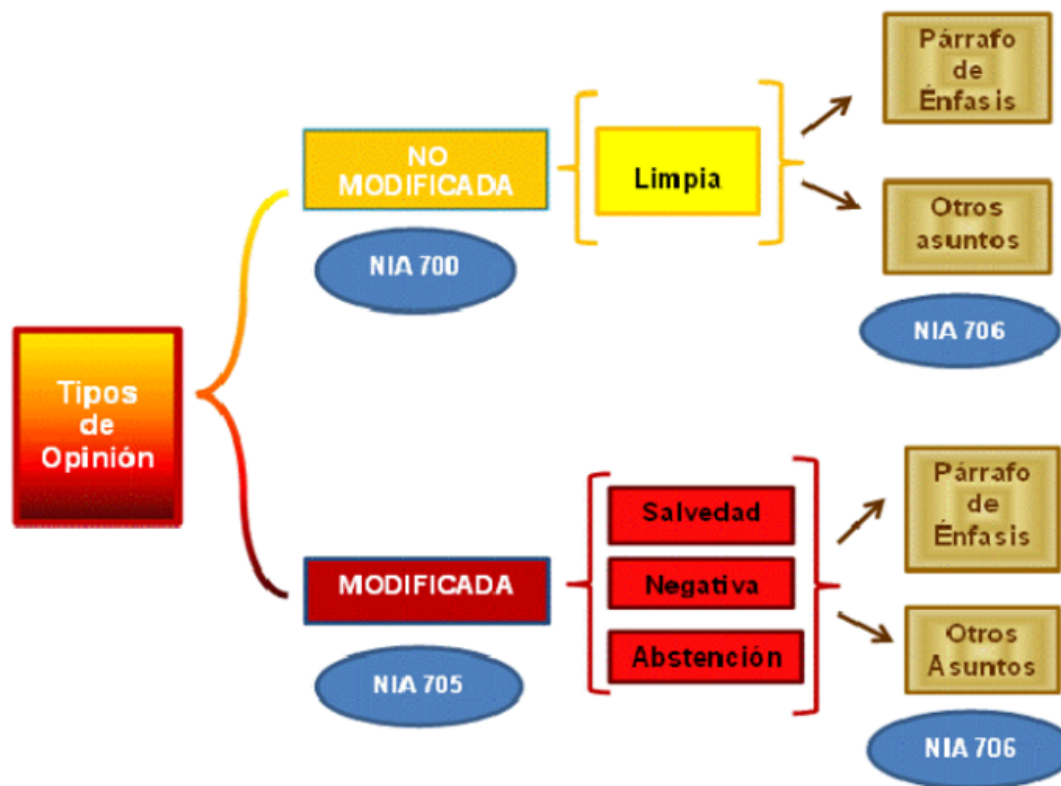 Tipos
de
Opinión
NO
MODIFICADA
NIA 700
Limpia
Párrafo
de
Énfasis
Otros
asuntos
NIA 706
MODIFICADA
NIA 705
Salvedad
Negativa
Abstención
Párrafo
de
Énfasis
Otros
Asuntos
NIA 706